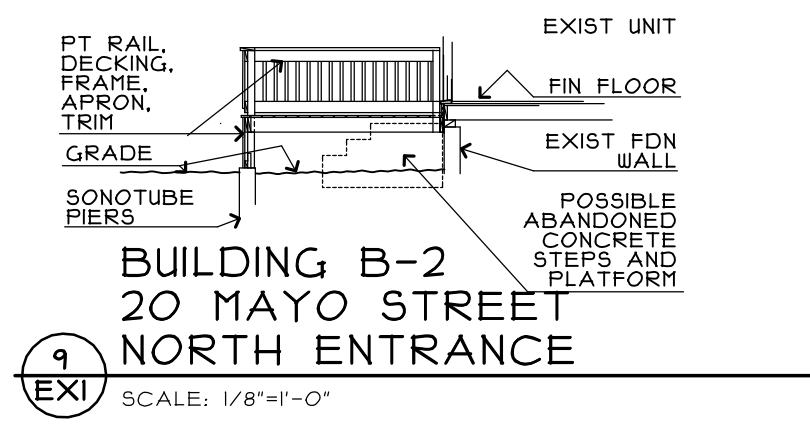 EXIST UNIT
PT RAIL,
DECKING,
FRAME,
APRON,
TRIM
FIN FLOOR
GRADE
EXIST FDN
WALL
SONOTUBE
PIERS
POSSIBLE
ABANDONED
CONCRETE
STEPS AND
PLATFORM
BUILDING B-2
20 MAYO STREET
NORTH ENTRANCE
9
EX1
SCALE: 1/8"=1'-0"